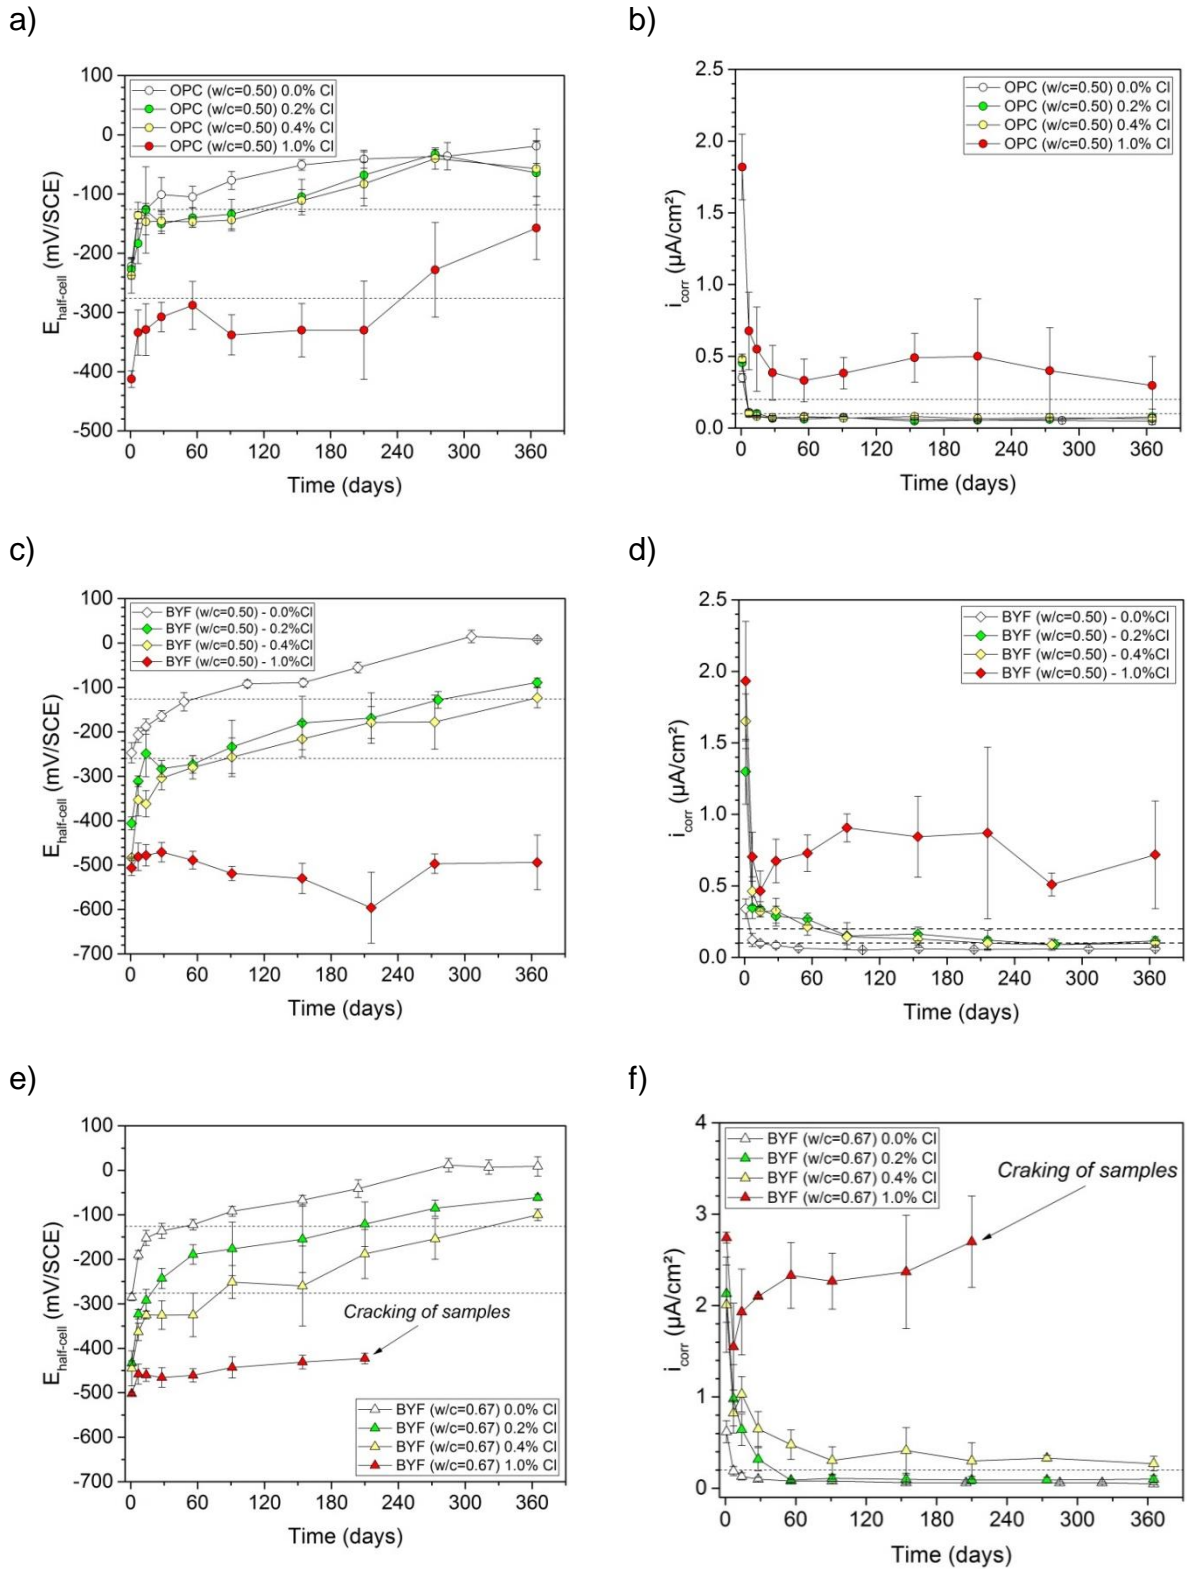 a)
100
0
-100
-200
-300
-400
-500
E half-cell (mV/SCE)
OPC (w/c=0.50) 0.0% Cl
OPC (w/c=0.50) 0.2% Cl
OPC (w/c=0.50) 0.4% Cl
OPC (w/c=0.50) 1.0% Cl
0 60 120 180 240 300 360
Time (days)
b)
2.5
2.0
1.5
1.0
0.5
0.0
i corr (µA/cm²)
OPC (w/c=0.50) 0.0% Cl
OPC (w/c=0.50) 0.2% Cl
OPC (w/c=0.50) 0.4% Cl
OPC (w/c=0.50) 1.0% Cl
0 60 120 180 240 300 360
Time (days)
c)
100
0
-100
-200
-300
-400
-500
-600
-700
E half-cell (mV/SCE)
BYF (w/c=0.50) - 0.0%Cl
BYF (w/c=0.50) - 0.2%Cl
BYF (w/c=0.50) - 0.4%Cl
BYF (w/c=0.50) - 1.0%Cl
0 60 120 180 240 300 360
Time (days)
d)
2.5
2.0
1.5
1.0
0.5
0.0
i corr (µA/cm²)
BYF (w/c=0.50) - 0.0%Cl
BYF (w/c=0.50) - 0.2%Cl
BYF (w/c=0.50) - 0.4%Cl
BYF (w/c=0.50) - 1.0%Cl
0 60 120 180 240 300 360
Time (days)
e)
100
0
-100
-200
-300
-400
-500
-600
-700
E half-cell (mV/SCE)
Cracking of samples
BYF (w/c=0.67) 0.0% Cl
BYF (w/c=0.67) 0.2% Cl
BYF (w/c=0.67) 0.4% Cl
BYF (w/c=0.67) 1.0% Cl
0 60 120 180 240 300 360
Time (days)
f)
4
3
2
1
0
i corr (µA/cm²)
BYF (w/c=0.67) 0.0% Cl
BYF (w/c=0.67) 0.2% Cl
BYF (w/c=0.67) 0.4% Cl
BYF (w/c=0.67) 1.0% Cl
Craking of samples
0 60 120 180 240 300 360
Time (days)